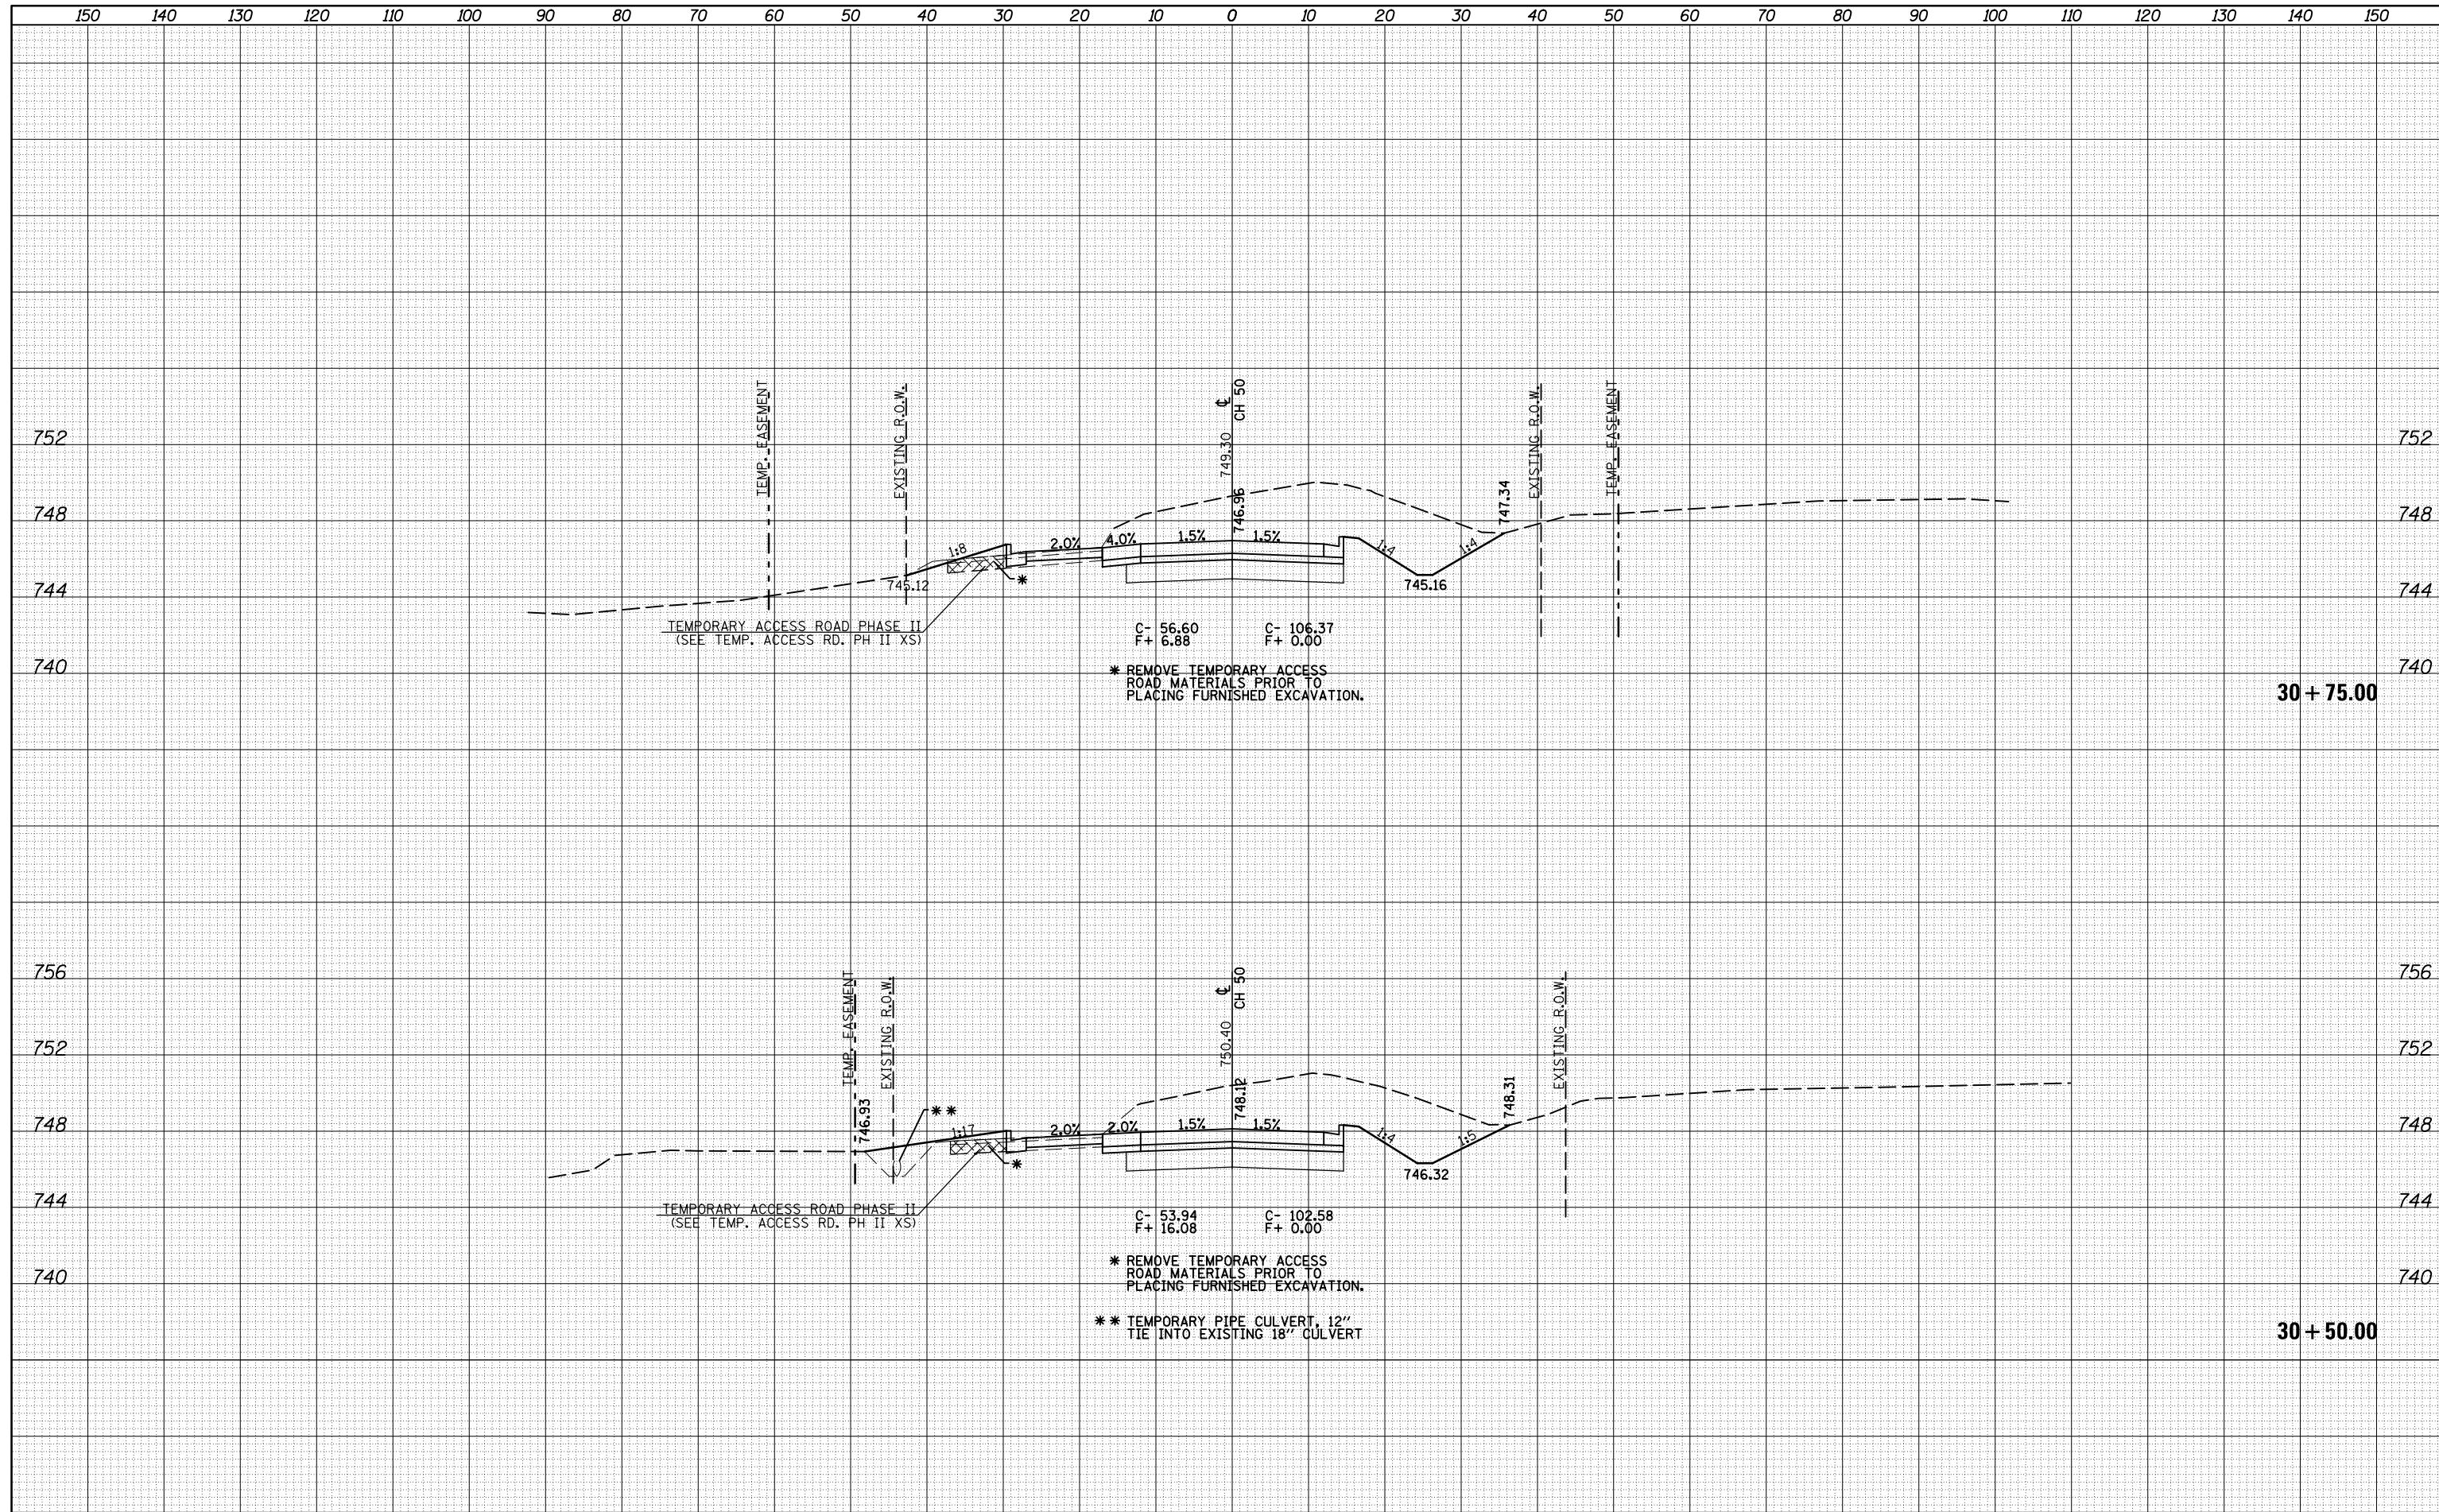 150 140 130 120 110 100 90 80 70 60 50 40 30 20 10 0 10 20 30 40 50 60 70 80 90 100 110 120 130 140 150
TEMP. EASEMENT
EXISTING R.O.W.
℄ CH 50
749.30
746.96
747.34
EXISTING R.O.W.
TEMP. EASEMENT
752 752
748 748
1:8 2.0% 4.0% 1.5% 1.5% 1:4 1:4
745.12
*
745.16
744 744
TEMPORARY ACCESS ROAD PHASE II
(SEE TEMP. ACCESS RD. PH II XS)
C- 56.60 C- 106.37
F+ 6.88 F+ 0.00
740 740
* REMOVE TEMPORARY ACCESS
ROAD MATERIALS PRIOR TO
PLACING FURNISHED EXCAVATION.
30+75.00
756 756
TEMP. EASEMENT
EXISTING R.O.W.
℄ CH 50
750.40
748.12
748.31
EXISTING R.O.W.
752 752
746.93
**
748 748
1:17 2.0% 2.0% 1.5% 1.5% 1:4 1:5
*
746.32
744 744
TEMPORARY ACCESS ROAD PHASE II
(SEE TEMP. ACCESS RD. PH II XS)
C- 53.94 C- 102.58
F+ 16.08 F+ 0.00
* REMOVE TEMPORARY ACCESS
ROAD MATERIALS PRIOR TO
PLACING FURNISHED EXCAVATION.
740 740
** TEMPORARY PIPE CULVERT, 12"
TIE INTO EXISTING 18" CULVERT
30+50.00